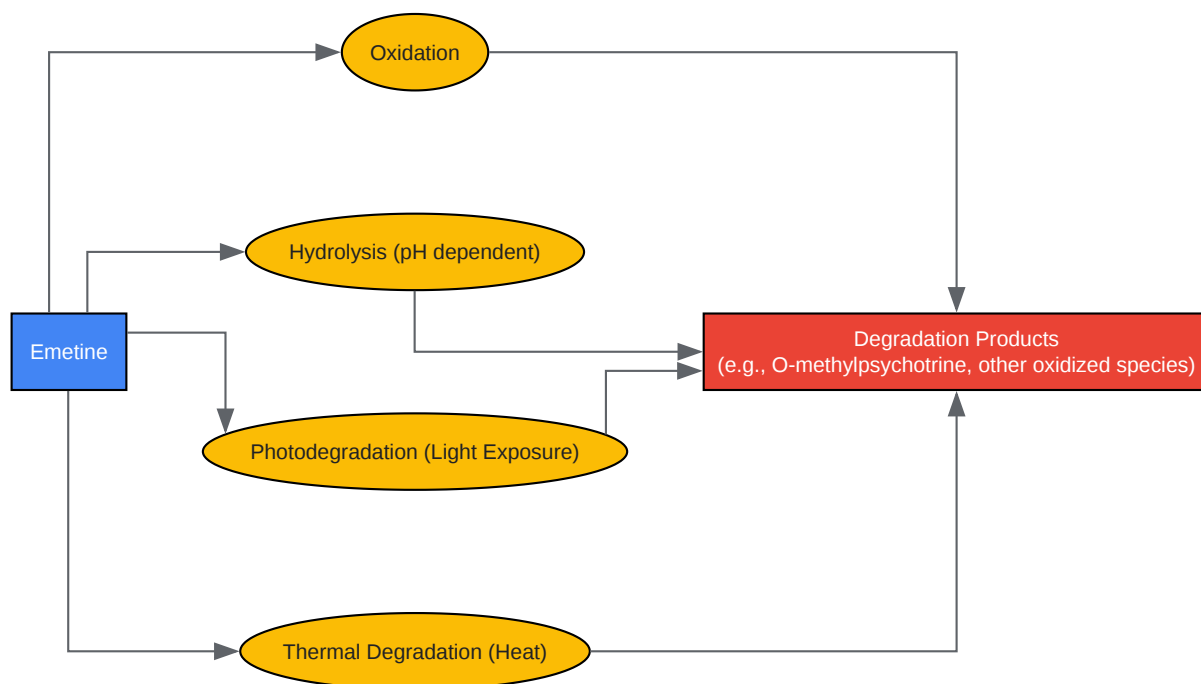 Oxidation
Hydrolysis (pH dependent)
Emetine
Degradation Products
(e.g., O-methylpsychotrine, other oxidized species)
Photodegradation (Light Exposure)
Thermal Degradation (Heat)